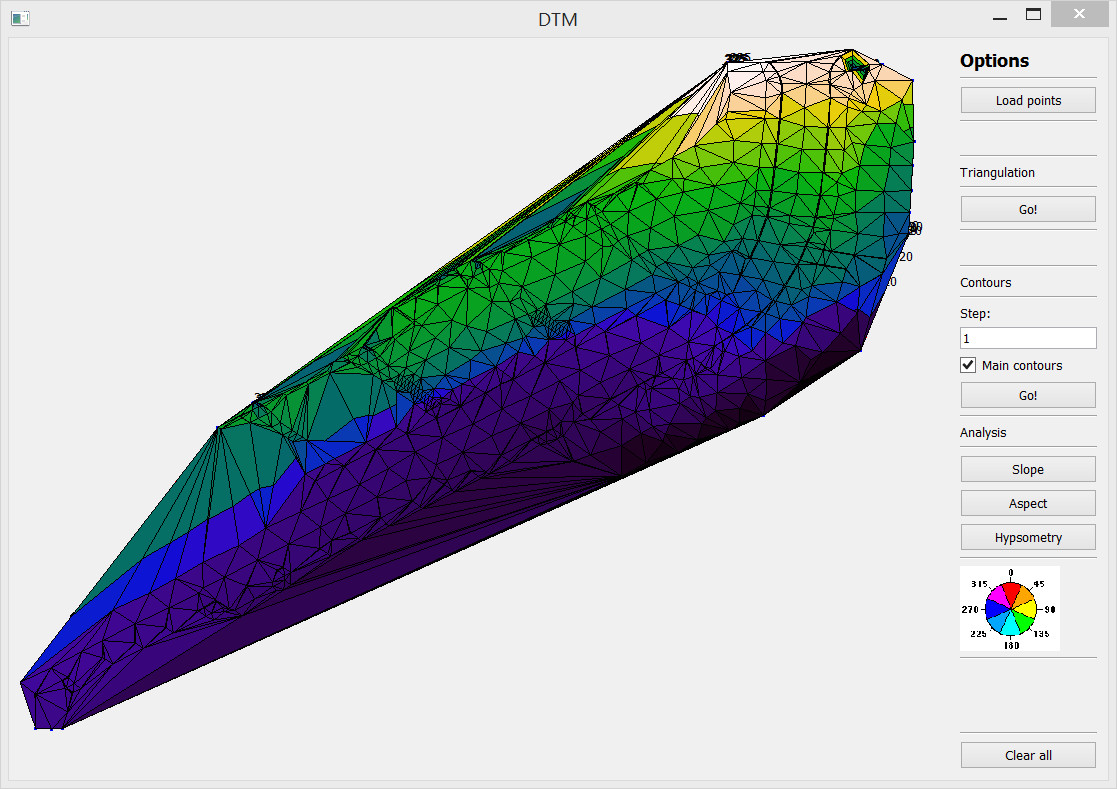 DTM
Options
Load points
Triangulation
Go!
20
Contours
Step:
1
Main contours
Go!
Analysis
Slope
Aspect
Hypsometry
0
315 45
270 90
225 135
180
Clear all